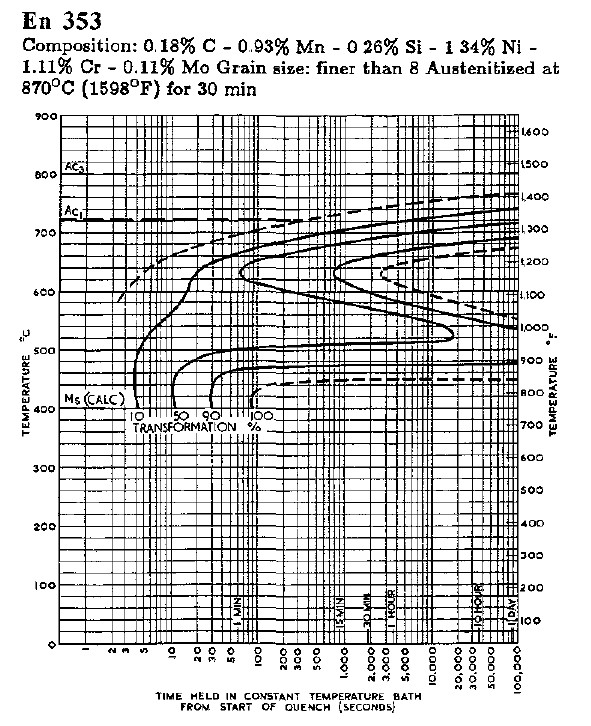 En 353
Composition: 0.18% C - 0.93% Mn - 0 26% Si - 1 34% Ni -
1.11% Cr - 0.11% Mo Grain size: finer than 8 Austenitized at
870°C (1598°F) for 30 min
900
1,600
AC3
1,500
800
1,400
AC1
1,300
700
1,200
600
1,100
1,000
500
900
MS (CALC)
800
400
10 50 90 100
TRANSFORMATION %
700
600
300
500
200
400
300
100
200
100
0
TEMPERATURE °C
TEMPERATURE °F
1 MIN 15 MIN 30 MIN 1 HOUR 10 HOUR 1 DAY
1 2 3 5 10 20 30 50 100 200 300 500 1,000 2,000 3,000 5,000 10,000 20,000 30,000 50,000 100,000
TIME HELD IN CONSTANT TEMPERATURE BATH
FROM START OF QUENCH (SECONDS)